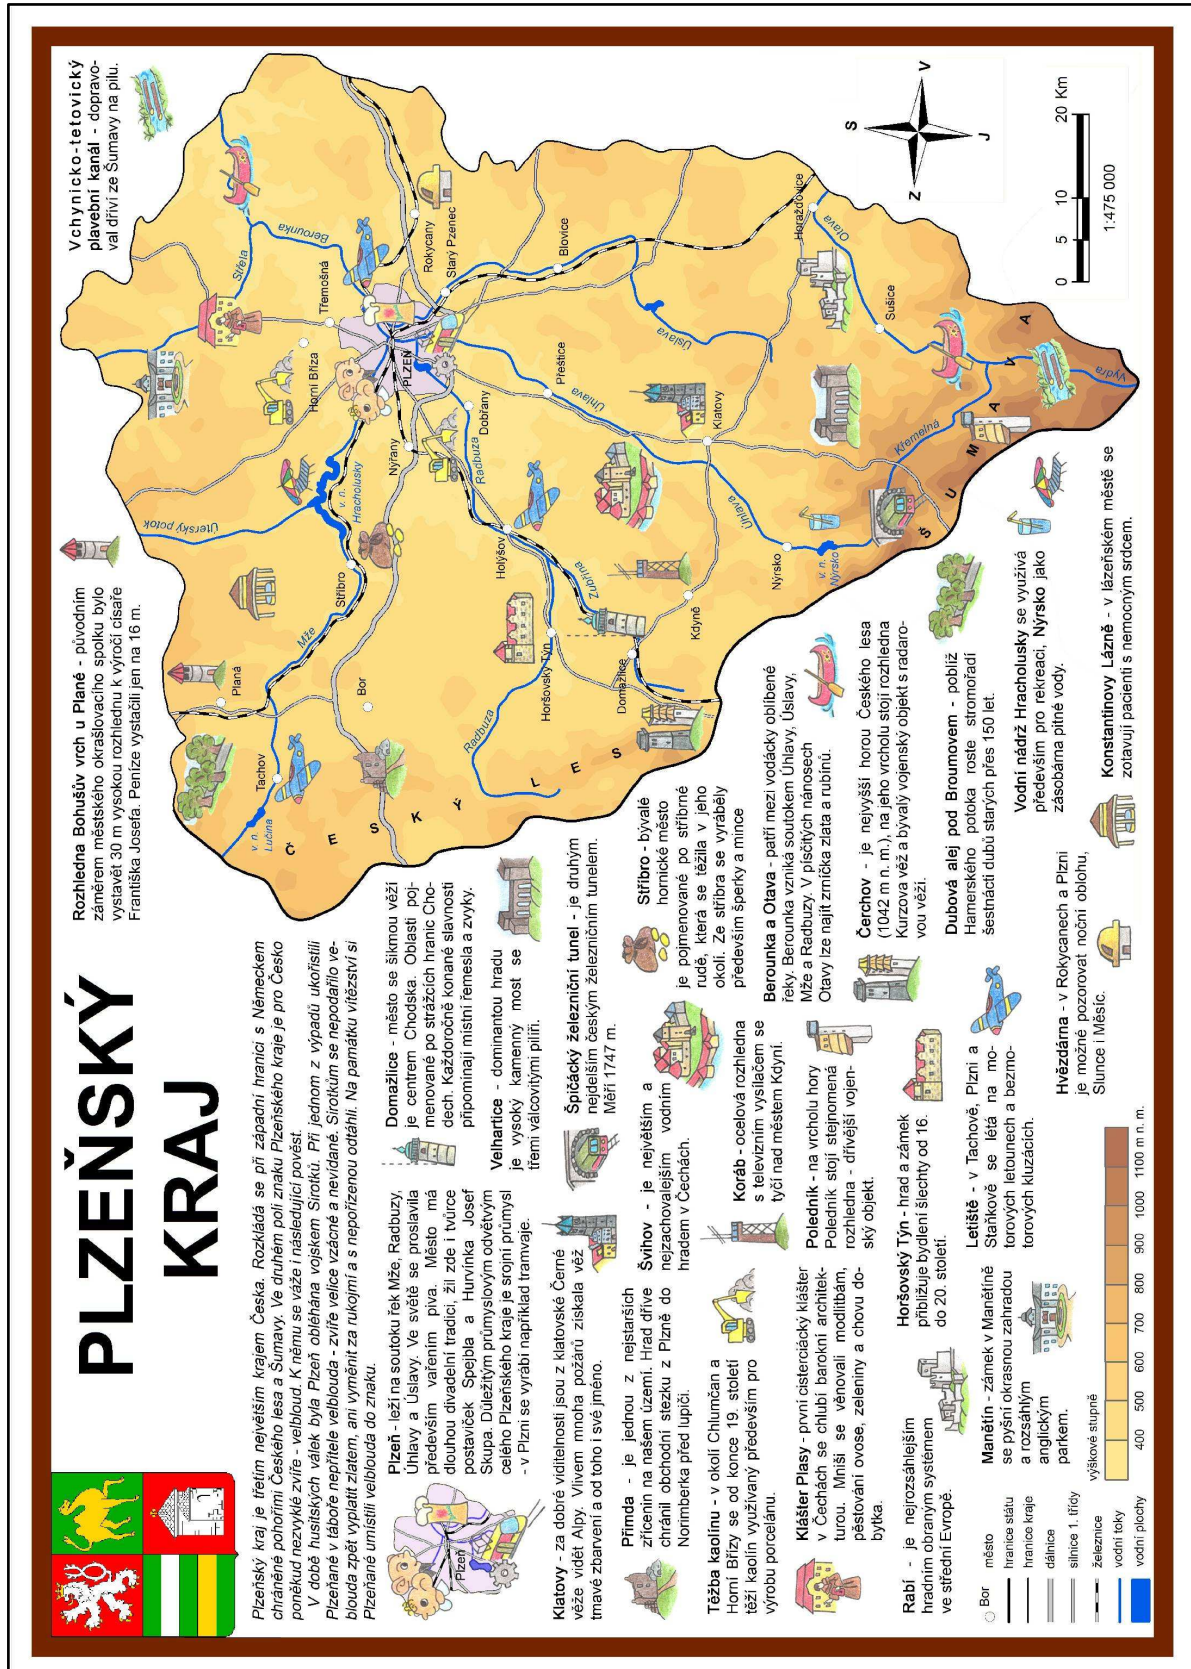 PLZEŇSKÝ
KRAJ
Plzeňský kraj je třetím největším krajem Česka. Rozkládá se při západní hranici s Německem
chráněné pohořími Českého lesa a Šumavy. Ve druhém poli znaku Plzeňského kraje je pro Česko
poněkud nezvyklé zvíře - velbloud. K němu se váže i následující pověst.
V době husitských válek byla Plzeň obléhána vojskem Sirotků. Při jednom z výpadů ukořistili
Plzeňané v táboře nepřítele velblouda - zvíře velice vzácné a nevídané. Sirotkům se nepodařilo ve-
blouda zpět vyplatit zlatem, ani vyměnit za rukojmí a s nepořízenou odtáhli. Na památku vítězství si
Plzeňané umístili velblouda do znaku.
Plzeň
Plzeň - leží na soutoku řek Mže, Radbuzy,
Úhlavy a Úslavy. Ve světě se proslavila
především vařením piva. Město má
dlouhou divadelní tradici, žil zde i tvůrce
postaviček Spejbla a Hurvínka Josef
Skupa. Důležitým průmyslovým odvětvým
celého Plzeňského kraje je srojní průmysl
- v Plzni se vyrábí například tramvaje.
Klatovy - za dobré viditelnosti jsou z klatovské Černé
věže vidět Alpy. Vlivem mnoha požárů získala věž
tmavé zbarvení a od toho i své jméno.
Přimda - je jednou z nejstarších
zřícenin na našem území. Hrad dříve
chránil obchodní stezku z Plzně do
Norimberka před lupiči.
Těžba kaolínu - v okolí Chlumčan a
Horní Břízy se od konce 19. století
těží kaolín využívaný především pro
výrobu porcelánu.
Klášter Plasy - první cisterciácký klášter
v Čechách se chlubí barokní architek-
turou. Mniši se věnovali modlitbám,
pěstování ovose, zeleniny a chovu do-
bytka.
Rabí - je nejrozsáhlejším
hradním obraným systémem
ve střední Evropě.
Domažlice - město se šikmou věží
je centrem Chodska. Olasti poj-
menované po strážcích hranic Cho-
dech. Každoročně konané slavnosti
připomínají místní řemesla a zvyky.
Velhartice - dominantou hradu
je vysoký kamenný most se
třemi válcovitými pilíři.
Špičácký železniční tunel - je druhým
nejdelším českým železničním tunelem.
Měří 1747 m.
Švihov - je největším a
nejzachovalejším vodním
hradem v Čechách.
Koráb - ocelová rozhledna
s televizním vysílačem se
tyčí nad městem Kdyní.
Poledník - na vrcholu hory
Poledník stojí stejnomená
rozhledna - dřívější vojen-
ský objekt.
Horšovský Týn - hrad a zámek
přibližuje bydlení šlechty od 16.
do 20. století.
Manětín - zámek v Manětíně
se pyšní okrasnou zahradou
a rozsáhlým
anglickým
parkem.
Letiště - v Tachově, Plzni a
Staňkově se létá na mo-
torových letounech a bezmo-
torových kluzácích.
Stříbro - bývalé
hornické město
je pojmenované po stříbrné
rudě, která se těžila v jeho
okolí. Ze stříbra se vyráběly
především šperky a mince
Berounka a Otava - patří mezi vodácky oblíbené
řeky. Berounka vzniká soutokem Úhlavy, Úslavy,
Mže a Radbuzy. V písčitých nánosech
Otavy lze najít zrníčka zlata a rubínů.
Čerchov - je nejvyšší horou Českého lesa
(1042 m n. m.), na jeho vrcholu stojí rozhledna
Kurzova věž a bývalý vojenský objekt s radaro-
vou věží.
Dubová alej pod Broumovem - poblíž
Hamerského potoka roste stromořadí
šestnácti dubů starých přes 150 let.
Vodní nádrž Hracholusky se využívá
především pro rekreaci, Nýrsko jako
zásobárna pitné vody.
Konstantinovy Lázně - v lázeňském městě se
zotavují pacienti s nemocným srdcem.
Hvězdárna - v Rokycanech a Plzni
je možné pozorovat noční oblohu,
Slunce i Měsíc.
Rozhledna Bohušův vrch u Plané - původním
záměrem městského okrašlovacího spolku bylo
vystavět 30 m vysokou rozhlednu k výročí císaře
Františka Josefa. Peníze vystačili jen na 16 m.
Vchynicko-tetovický
plavební kanál - dopravo-
val dříví ze Šumavy na pilu.
Bor
město
hranice státu
hranice kraje
dálnice
silnice 1. třídy
železnice
vodní toky
vodní plochy
výškové stupně
400 500 600 700 800 900 1000 1100 m n. m.
Střela
Berounka
Třemošná
Horní Bříza
Rokycany
Starý Pzenec
PLZEŇ
Blovice
Nýřany
Dobřany
Radbuza
Přeštice
Úhlava
Úslava
Klatovy
Horažďovice
Otava
Sušice
Vydra
Křemelná
ŠUMAVA
Úterský potok
v. n.
Hracholusky
Stříbro
Mže
Planá
Tachov
v. n.
Lučina
Bor
Holýšov
Zubřina
Horšovský Týn
Radbuza
Domažlice
Kdyně
Nýrsko
v. n.
Nýrsko
Úhlava
ČESKÝ LES
S
V
J
Z
0 5 10 20 Km
1:475 000